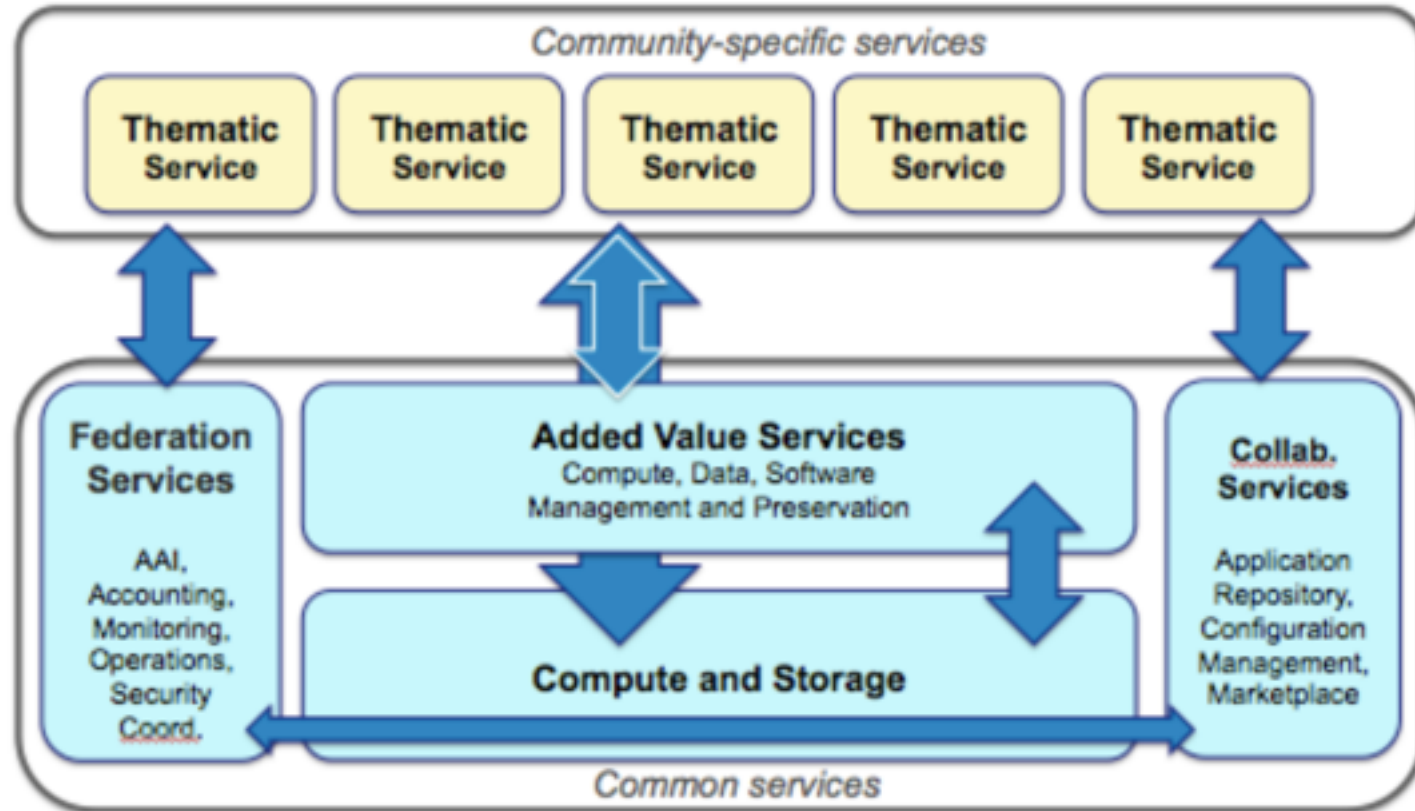 Community-specific services
Thematic
Service
Thematic
Service
Thematic
Service
Thematic
Service
Thematic
Service
Federation
Services
AAI,
Accounting,
Monitoring,
Operations,
Security
Coord.
Added Value Services
Compute, Data, Software
Management and Preservation
Compute and Storage
Collab.
Services
Application
Repository,
Configuration
Management,
Marketplace
Common services